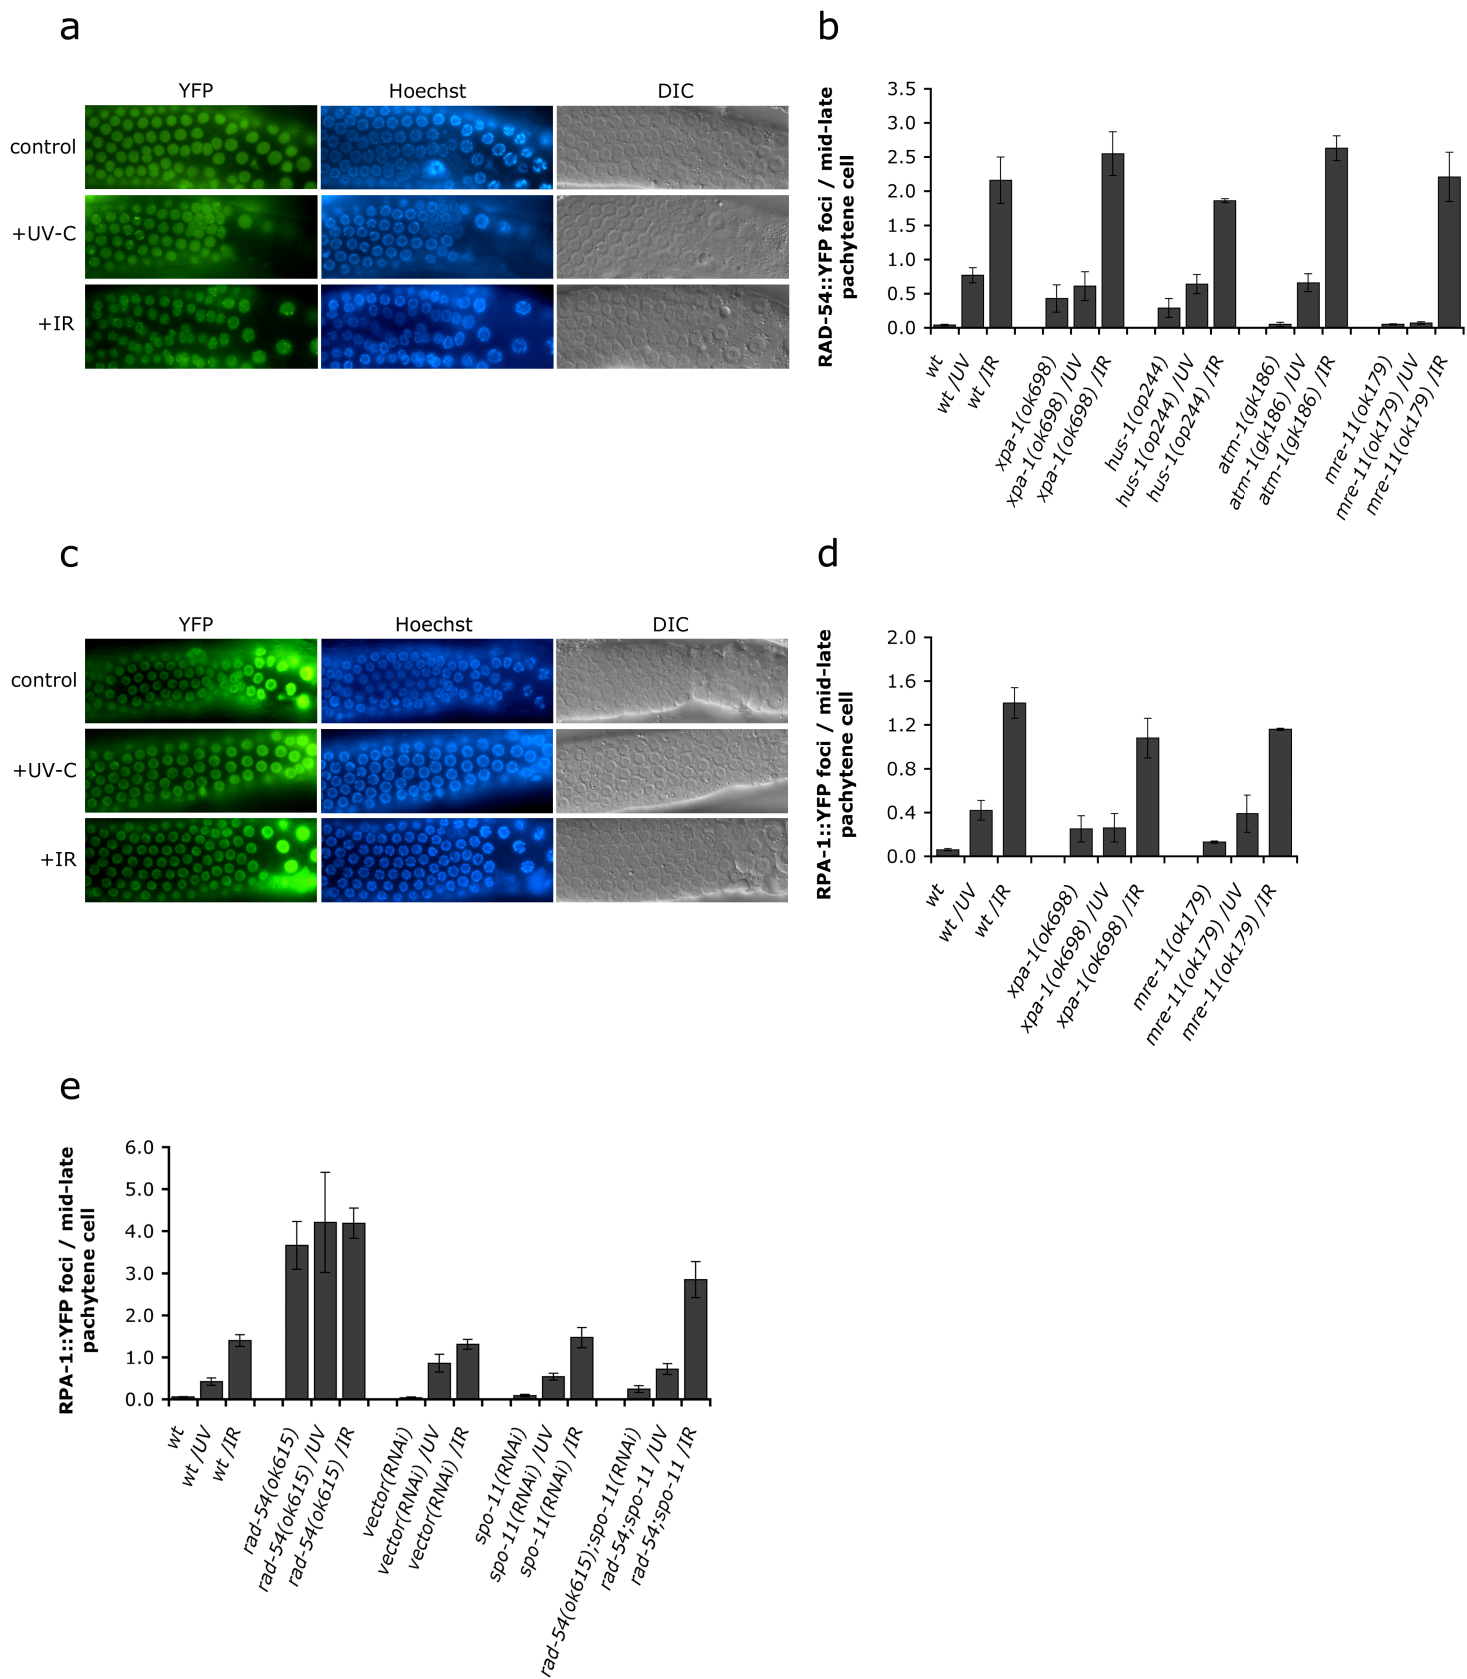 a
YFP
Hoechst
DIC
control
+UV-C
+IR
b
RAD-54::YFP foci / mid-late
pachytene cell
3.5
3.0
2.5
2.0
1.5
1.0
0.5
0.0
wt
wt /UV
wt /IR
xpa-1(ok698)
xpa-1(ok698) /UV
xpa-1(ok698) /IR
hus-1(op244)
hus-1(op244) /UV
hus-1(op244) /IR
atm-1(gk186)
atm-1(gk186) /UV
atm-1(gk186) /IR
mre-11(ok179)
mre-11(ok179) /UV
mre-11(ok179) /IR
c
YFP
Hoechst
DIC
control
+UV-C
+IR
d
RPA-1::YFP foci / mid-late
pachytene cell
2.0
1.6
1.2
0.8
0.4
0.0
wt
wt /UV
wt /IR
xpa-1(ok698)
xpa-1(ok698) /UV
xpa-1(ok698) /IR
mre-11(ok179)
mre-11(ok179) /UV
mre-11(ok179) /IR
e
RPA-1::YFP foci / mid-late
pachytene cell
6.0
5.0
4.0
3.0
2.0
1.0
0.0
wt
wt /UV
wt /IR
rad-54(ok615)
rad-54(ok615) /UV
rad-54(ok615) /IR
vector(RNAi)
vector(RNAi) /UV
vector(RNAi) /IR
spo-11(RNAi)
spo-11(RNAi) /UV
spo-11(RNAi) /IR
rad-54(ok615);spo-11(RNAi)
rad-54;spo-11 /UV
rad-54;spo-11 /IR